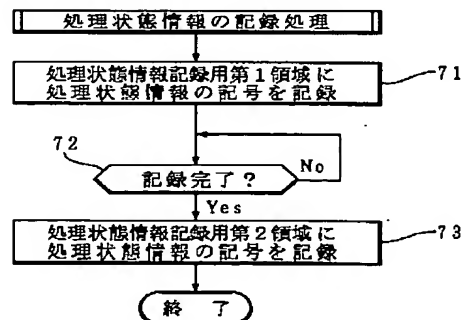 処理状態情報の記録処理
処理状態情報記録用第1領域に
処理状態情報の記号を記録
71
72
記録完了?
No
Yes
処理状態情報記録用第2領域に
処理状態情報の記号を記録
73
終 了